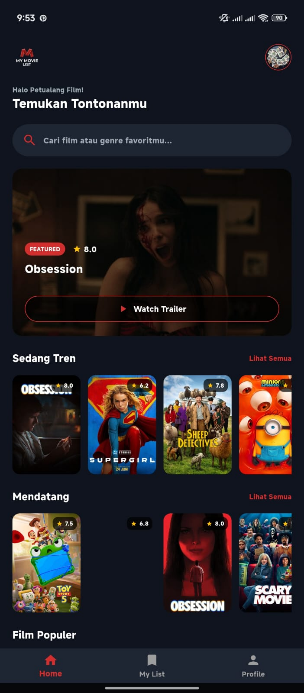 9:53
MY MOVIE
LIST
Halo Petualang Film!
Temukan Tontonanmu
Cari film atau genre favoritmu...
FEATURED
8.0
Obsession
Watch Trailer
Sedang Tren
Lihat Semua
OBSESSION
8.0
6.2
SUPERGIRL
7.8
THE
SHEEP
DETECTIVES
Mendatang
Lihat Semua
7.5
TOY
5
6.8
8.0
OBSESSION
SCARY
MOVIE
Film Populer
Home
My List
Profile